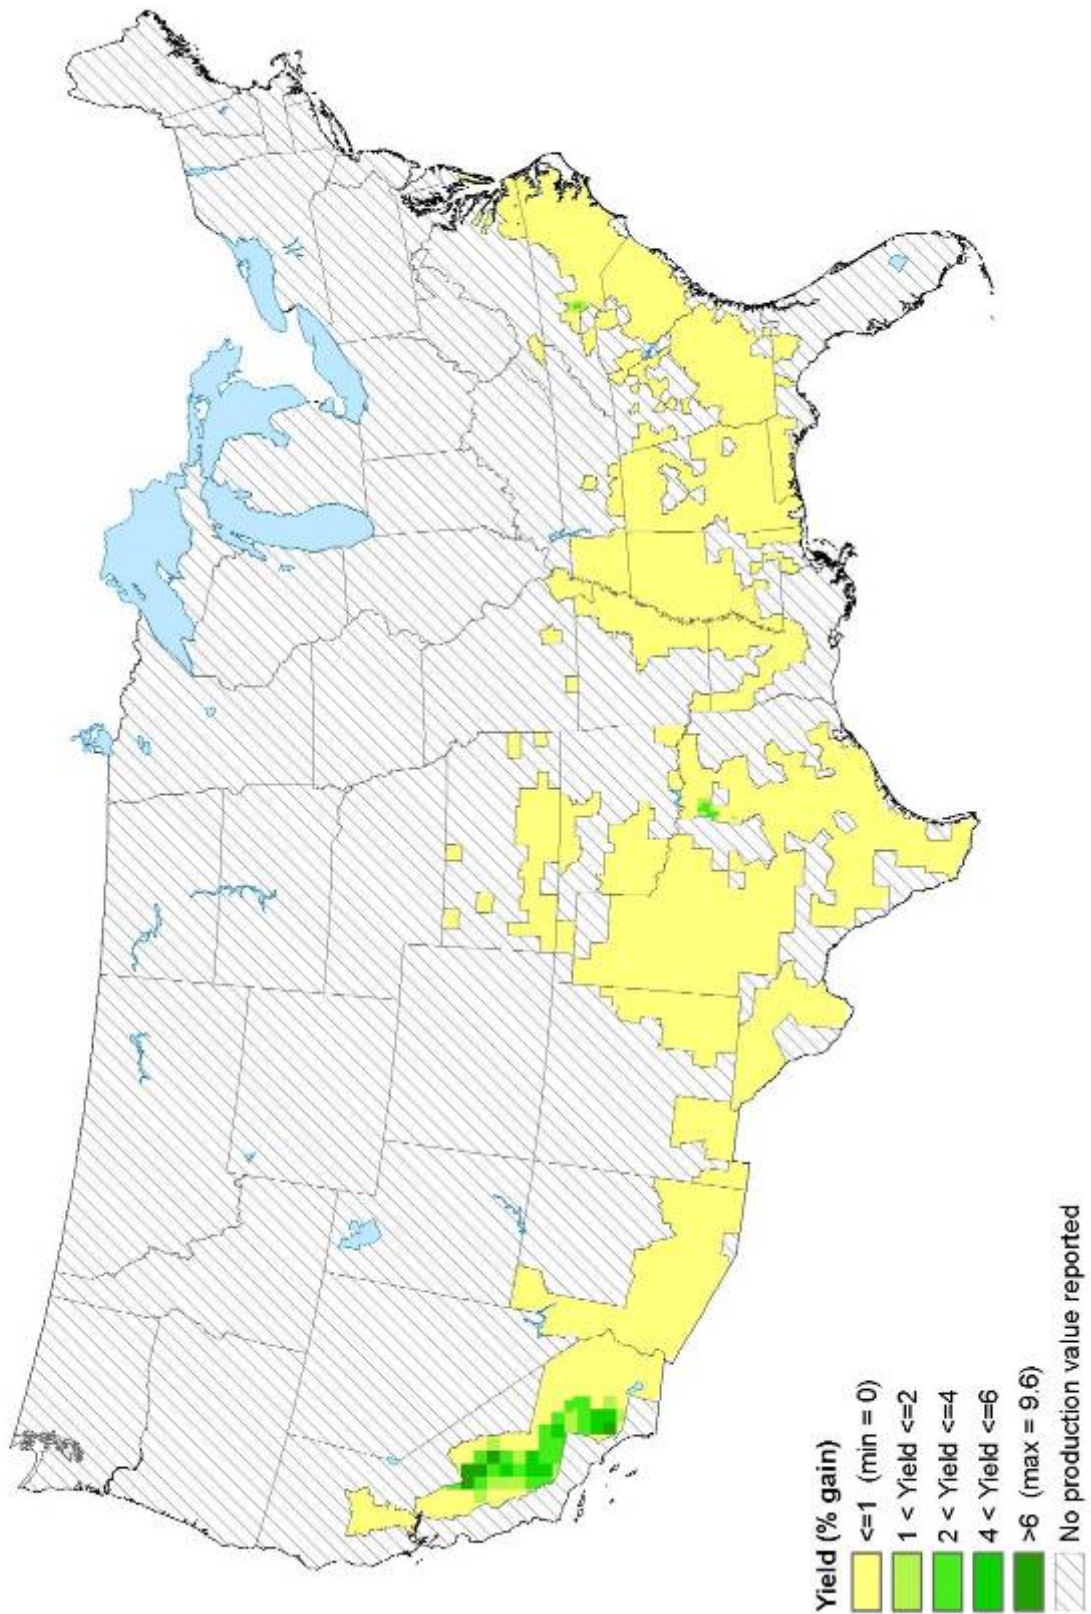 Yield (% gain)
<=1 (min = 0)
1 < Yield <=2
2 < Yield <=4
4 < Yield <=6
>6 (max = 9.6)
No production value reported